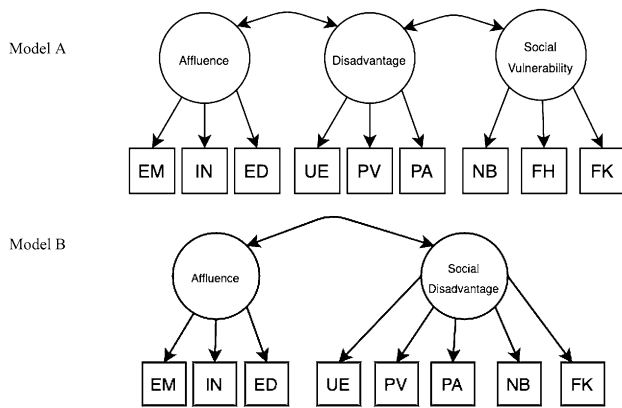 Model A
Affluence
Disadvantage
Social
Vulnerability
EM IN ED UE PV PA NB FH FK
Model B
Affluence
Social
Disadvantage
EM IN ED UE PV PA NB FK